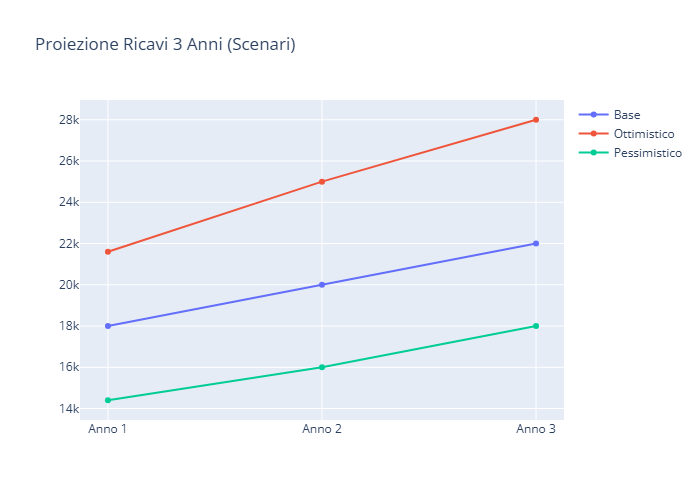 Proiezione Ricavi 3 Anni (Scenari)
28k
26k
24k
22k
20k
18k
16k
14k
Anno 1
Anno 2
Anno 3
Base
Ottimistico
Pessimistico